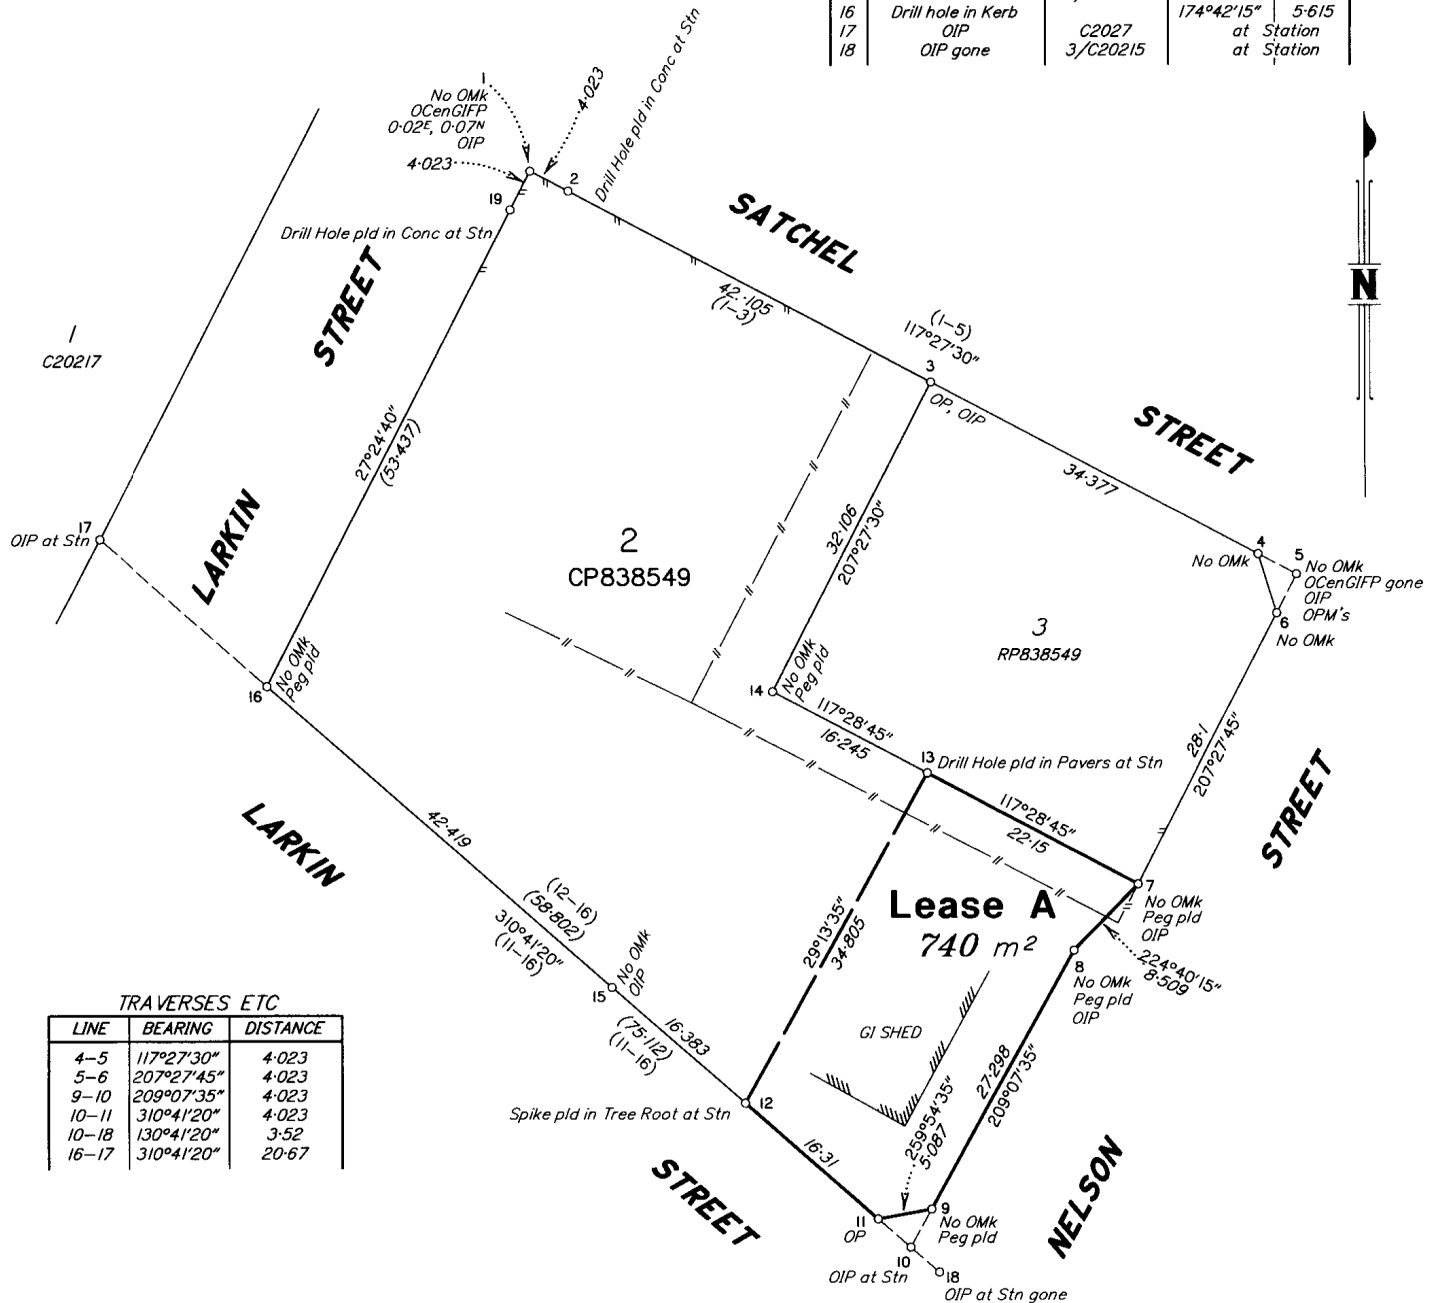 16 Drill hole in Kerb 174°42'15" 5·615
17 OIP C2027 at Station
18 OIP gone 3/C20215 at Station
1
No OMk
OCenGIFP
0·02E, 0·07N
OIP
4·023
4·023
2
Drill Hole pld in Conc at Stn
19
Drill Hole pld in Conc at Stn
SATCHEL
STREET
42·105
(1-3)
(1-5)
117°27'30"
3
OP, OIP
1
C20217
STREET
LARKIN
27°24'40"
(53·437)
34·377
32·106
207°27'30"
2
CP838549
17
OIP at Stn
4
No OMk
5
No OMk
OCenGIFP gone
OIP
OPM's
6
No OMk
3
RP838549
28·1
207°27'45"
16
No OMk
Peg pld
14
No OMk
Peg pld
117°28'45"
16·245
13
Drill Hole pld in Pavers at Stn
117°28'45"
22·15
STREET
LARKIN
42·419
(12-16)
(58·802)
310°41'20"
(11-16)
15
No OMk
OIP
7
No OMk
Peg pld
OIP
Lease A
740 m²
29°13'35"
34·805
224°40'15"
8·509
8
No OMk
Peg pld
OIP
GI SHED
(75·112)
(11-16)
16·383
27·298
209°07'35"
259°54'35"
5·087
TRAVERSES ETC
LINE BEARING DISTANCE
4-5 117°27'30" 4·023
5-6 207°27'45" 4·023
9-10 209°07'35" 4·023
10-11 310°41'20" 4·023
10-18 130°41'20" 3·52
16-17 310°41'20" 20·67
12
Spike pld in Tree Root at Stn
16·31
STREET
NELSON
11
OP
9
No OMk
Peg pld
10
OIP at Stn
18
OIP at Stn gone
N